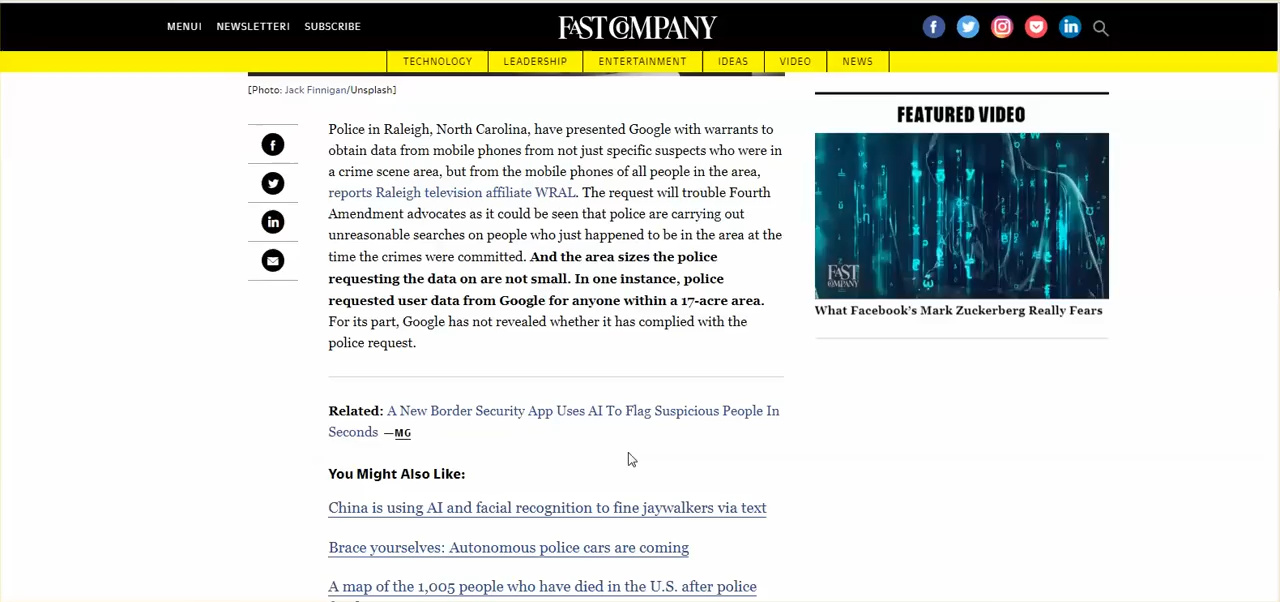 MENU
NEWSLETTER
SUBSCRIBE
FAST COMPANY
TECHNOLOGY
LEADERSHIP
ENTERTAINMENT
IDEAS
VIDEO
NEWS
[Photo: Jack Finnigan/Unsplash]
Police in Raleigh, North Carolina, have presented Google with warrants to
obtain data from mobile phones from not just specific suspects who were in
a crime scene area, but from the mobile phones of all people in the area,
reports Raleigh television affiliate WRAL. The request will trouble Fourth
Amendment advocates as it could be seen that police are carrying out
unreasonable searches on people who just happened to be in the area at the
time the crimes were committed. And the area sizes the police
requesting the data on are not small. In one instance, police
requested user data from Google for anyone within a 17-acre area.
For its part, Google has not revealed whether it has complied with the
police request.
Related: A New Border Security App Uses AI To Flag Suspicious People In
Seconds —MG
You Might Also Like:
China is using AI and facial recognition to fine jaywalkers via text
Brace yourselves: Autonomous police cars are coming
A map of the 1,005 people who have died in the U.S. after police
FEATURED VIDEO
FAST
COMPANY
What Facebook's Mark Zuckerberg Really Fears